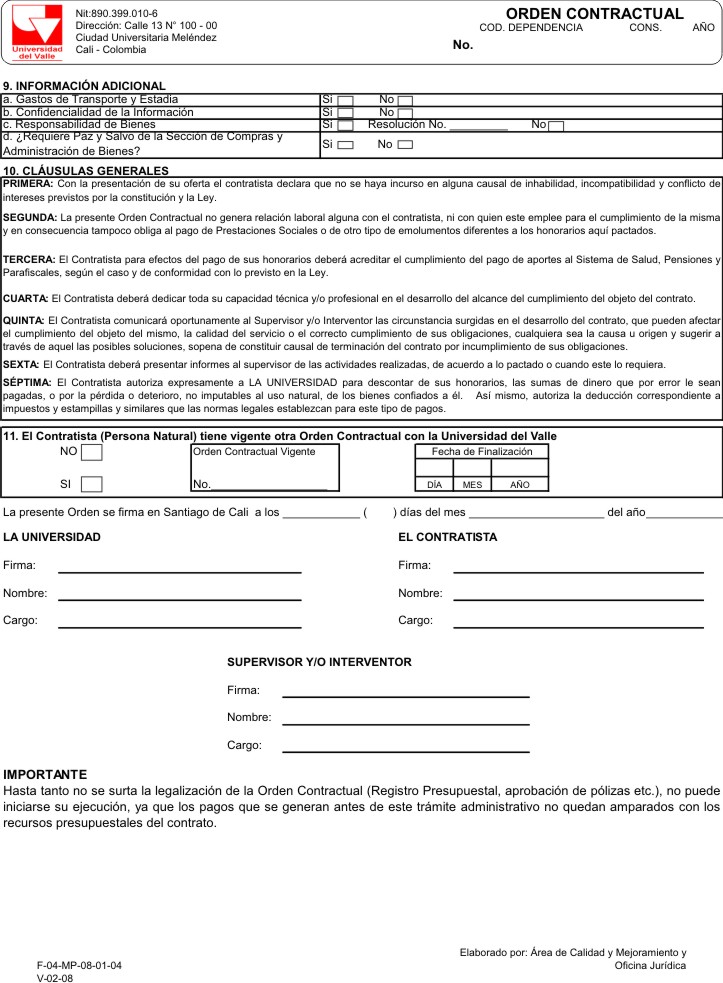 Universidad
del Valle
Nit:890.399.010-6
Dirección: Calle 13 N° 100 - 00
Ciudad Universitaria Meléndez
Cali - Colombia
ORDEN CONTRACTUAL
COD. DEPENDENCIA CONS. AÑO
No.
9. INFORMACIÓN ADICIONAL
a. Gastos de Transporte y Estadía Si No
b. Confidencialidad de la Información Si No
c. Responsabilidad de Bienes Si Resolución No. __________ No
d. ¿Requiere Paz y Salvo de la Sección de Compras y
Administración de Bienes? Si No
10. CLÁUSULAS GENERALES
PRIMERA: Con la presentación de su oferta el contratista declara que no se haya incurso en alguna causal de inhabilidad, incompatibilidad y conflicto de
intereses previstos por la constitución y la Ley.
SEGUNDA: La presente Orden Contractual no genera relación laboral alguna con el contratista, ni con quien este emplee para el cumplimiento de la misma
y en consecuencia tampoco obliga al pago de Prestaciones Sociales o de otro tipo de emolumentos diferentes a los honorarios aquí pactados.
TERCERA: El Contratista para efectos del pago de sus honorarios deberá acreditar el cumplimiento del pago de aportes al Sistema de Salud, Pensiones y
Parafiscales, según el caso y de conformidad con lo previsto en la Ley.
CUARTA: El Contratista deberá dedicar toda su capacidad técnica y/o profesional en el desarrollo del alcance del cumplimiento del objeto del contrato.
QUINTA: El Contratista comunicará oportunamente al Supervisor y/o Interventor las circunstancia surgidas en el desarrollo del contrato, que pueden afectar
el cumplimiento del objeto del mismo, la calidad del servicio o el correcto cumplimiento de sus obligaciones, cualquiera sea la causa u origen y sugerir a
través de aquel las posibles soluciones, sopena de constituir causal de terminación del contrato por incumplimiento de sus obligaciones.
SEXTA: El Contratista deberá presentar informes al supervisor de las actividades realizadas, de acuerdo a lo pactado o cuando este lo requiera.
SÉPTIMA: El Contratista autoriza expresamente a LA UNIVERSIDAD para descontar de sus honorarios, las sumas de dinero que por error le sean
pagadas, o por la pérdida o deterioro, no imputables al uso natural, de los bienes confiados a él. Así mismo, autoriza la deducción correspondiente a
impuestos y estampillas y similares que las normas legales establezcan para este tipo de pagos.
11. El Contratista (Persona Natural) tiene vigente otra Orden Contractual con la Universidad del Valle
NO Orden Contractual Vigente Fecha de Finalización
SI No.____________________ DÍA MES AÑO
La presente Orden se firma en Santiago de Cali a los _____________ ( ) días del mes _______________________ del año_____________
LA UNIVERSIDAD EL CONTRATISTA
Firma: Firma:
Nombre: Nombre:
Cargo: Cargo:
SUPERVISOR Y/O INTERVENTOR
Firma:
Nombre:
Cargo:
IMPORTANTE
Hasta tanto no se surta la legalización de la Orden Contractual (Registro Presupuestal, aprobación de pólizas etc.), no puede
iniciarse su ejecución, ya que los pagos que se generan antes de este trámite administrativo no quedan amparados con los
recursos presupuestales del contrato.
Elaborado por: Área de Calidad y Mejoramiento y
Oficina Jurídica
F-04-MP-08-01-04
V-02-08